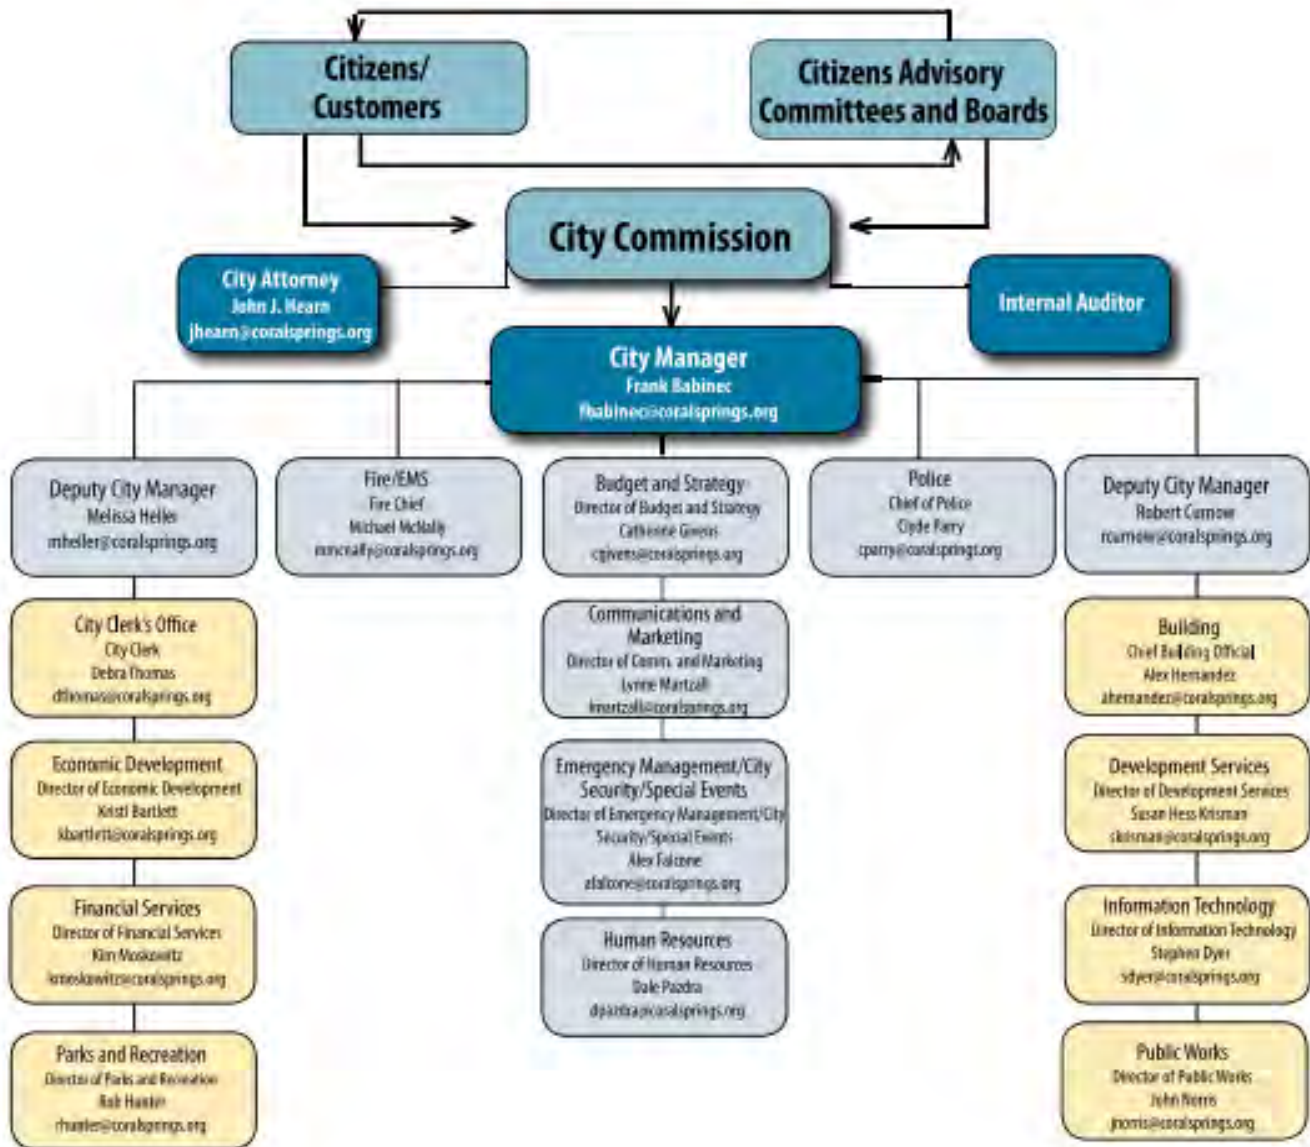 Citizens/
Customers
Citizens Advisory
Committees and Boards
City Commission
City Attorney
John J. Hearn
jhearn@coralsprings.org
Internal Auditor
City Manager
Frank Babinec
fbabinec@coralsprings.org
Deputy City Manager
Melissa Heller
mheller@coralsprings.org
Fire/EMS
Fire Chief
Michael McNally
mmcnally@coralsprings.org
Budget and Strategy
Director of Budget and Strategy
Catherine Givens
cgivens@coralsprings.org
Police
Chief of Police
Clyde Parry
cparry@coralsprings.org
Deputy City Manager
Robert Curnow
rcurnow@coralsprings.org
City Clerk's Office
City Clerk
Debra Thomas
dthomas@coralsprings.org
Economic Development
Director of Economic Development
Kristi Bartlett
kbartlett@coralsprings.org
Financial Services
Director of Financial Services
Kim Moskowitz
kmoskowitz@coralsprings.org
Parks and Recreation
Director of Parks and Recreation
Rob Hunter
rhunter@coralsprings.org
Communications and
Marketing
Director of Comm. and Marketing
Lynne Martzall
Emergency Management/City
Security/Special Events
Director of Emergency Management/City
Security/Special Events
Alex Falcone
afalcone@coralsprings.org
Human Resources
Director of Human Resources
Dale Pazdra
dpazdra@coralsprings.org
Building
Chief Building Official
Alex Hernandez
ahernandez@coralsprings.org
Development Services
Director of Development Services
Susan Hess Krisman
skrisman@coralsprings.org
Information Technology
Director of Information Technology
Stephen Dyer
sdyer@coralsprings.org
Public Works
Director of Public Works
John Norris
jnorris@coralsprings.org